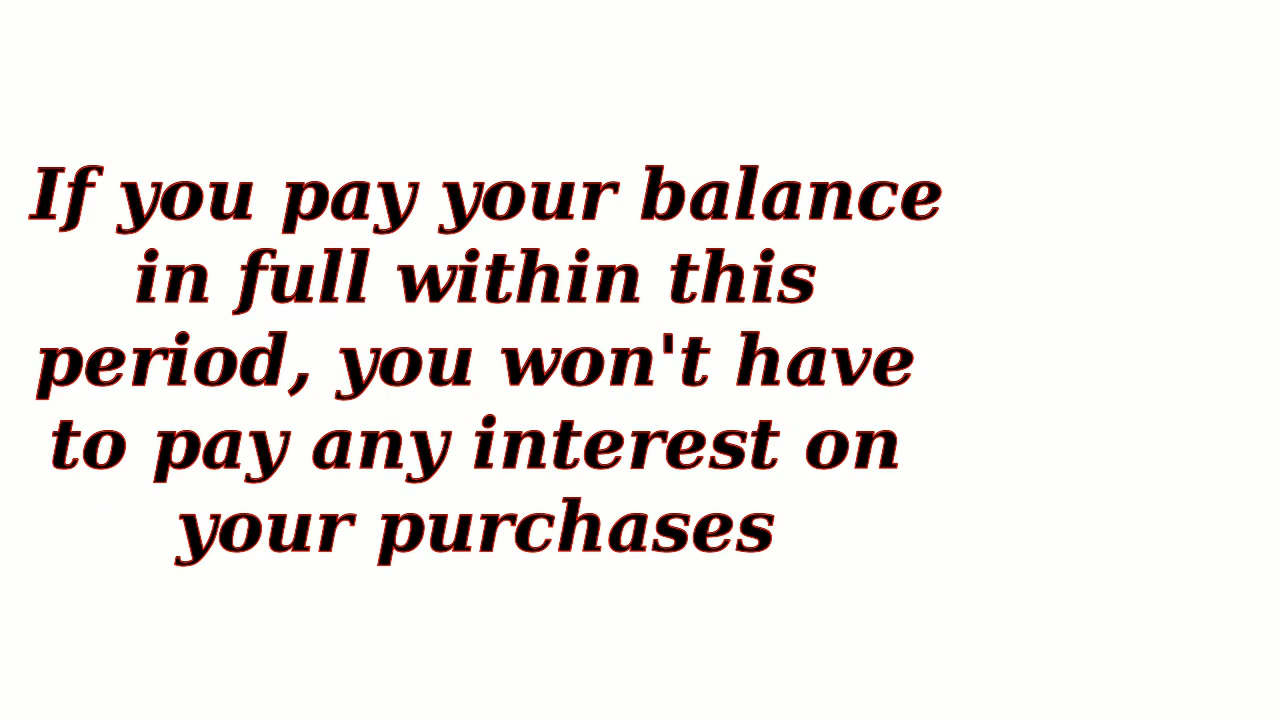 If you pay your balance
in full within this
period, you won't have
to pay any interest on
your purchases